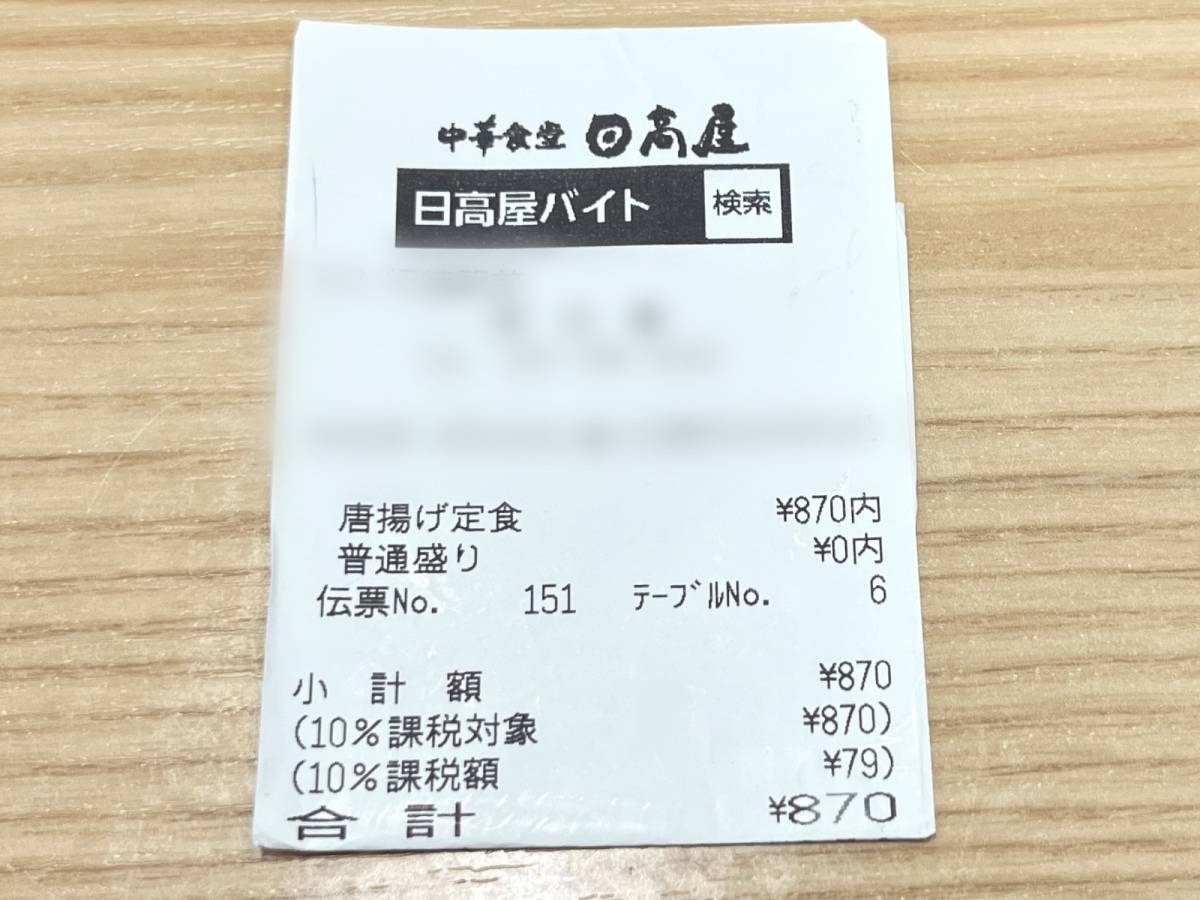 中華食堂 日高屋
日高屋バイト 検索
唐揚げ定食 ¥870内
普通盛り ¥0内
伝票No. 151 テーブルNo. 6
小 計 額 ¥870
(10%課税対象 ¥870)
(10%課税額 ¥79)
合 計 ¥870